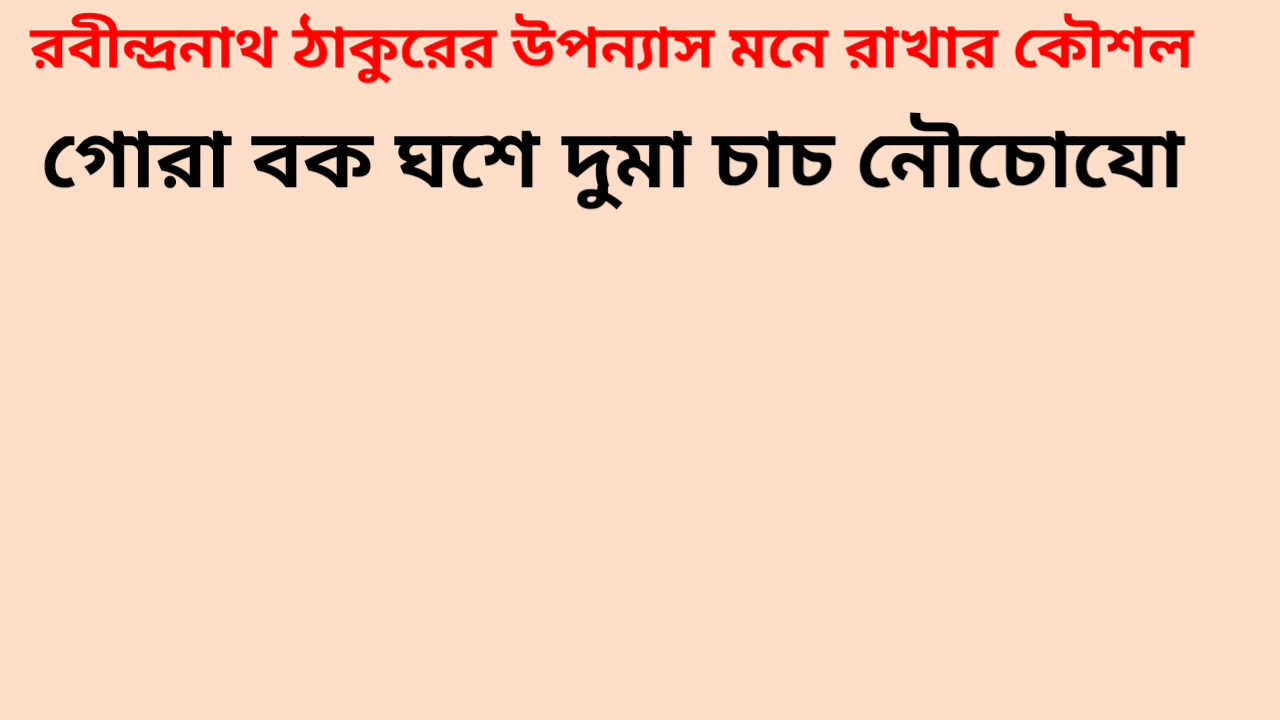 রবীন্দ্রনাথ ঠাকুরের উপন্যাস মনে রাখার কৌশল
গোরা বক ঘশে দুমা চাচ নৌচোযো